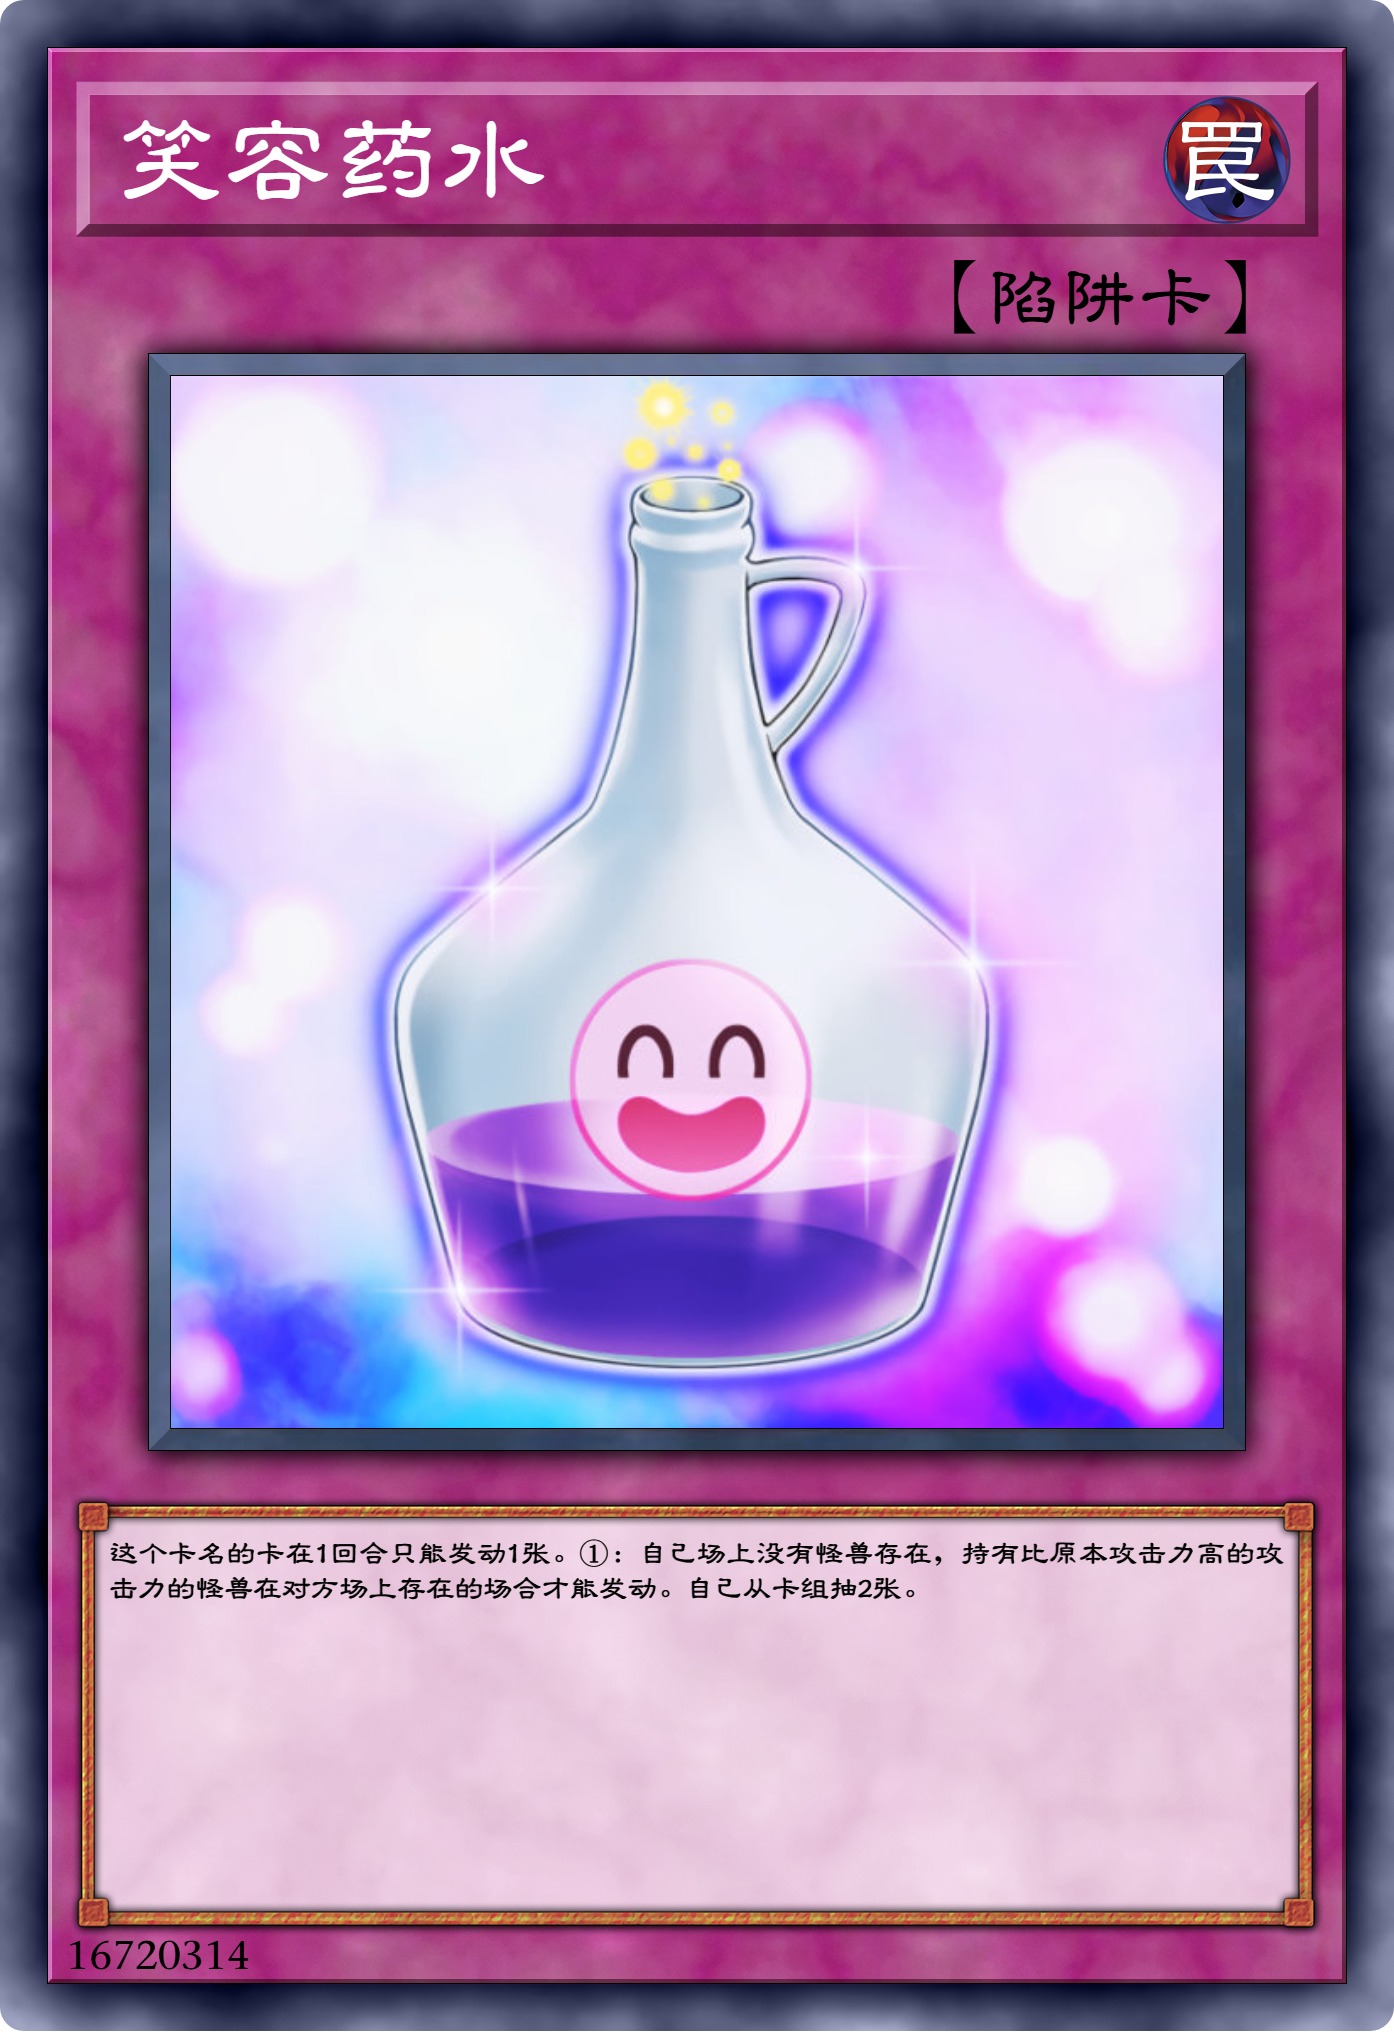 笑容药水
罠
【陷阱卡】
这个卡名的卡在1回合只能发动1张。①：自己场上没有怪兽存在，持有比原本攻击力高的攻
击力的怪兽在对方场上存在的场合才能发动。自己从卡组抽2张。
16720314